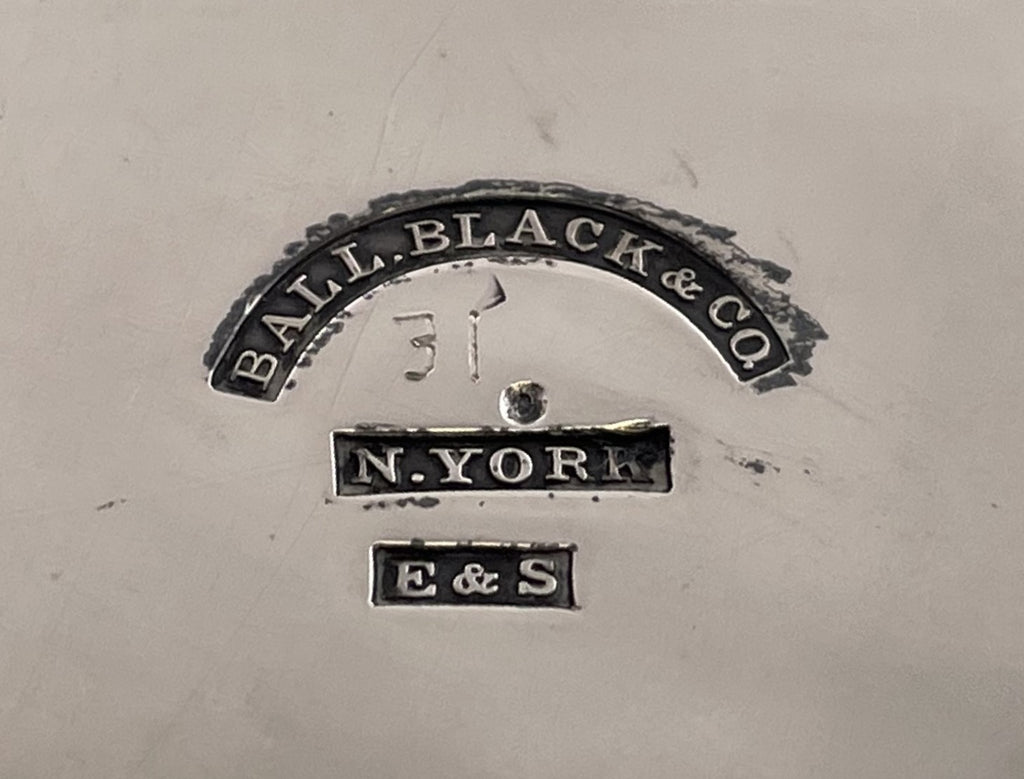 BALL, BLACK & CO.
31
N. YORK
E & S